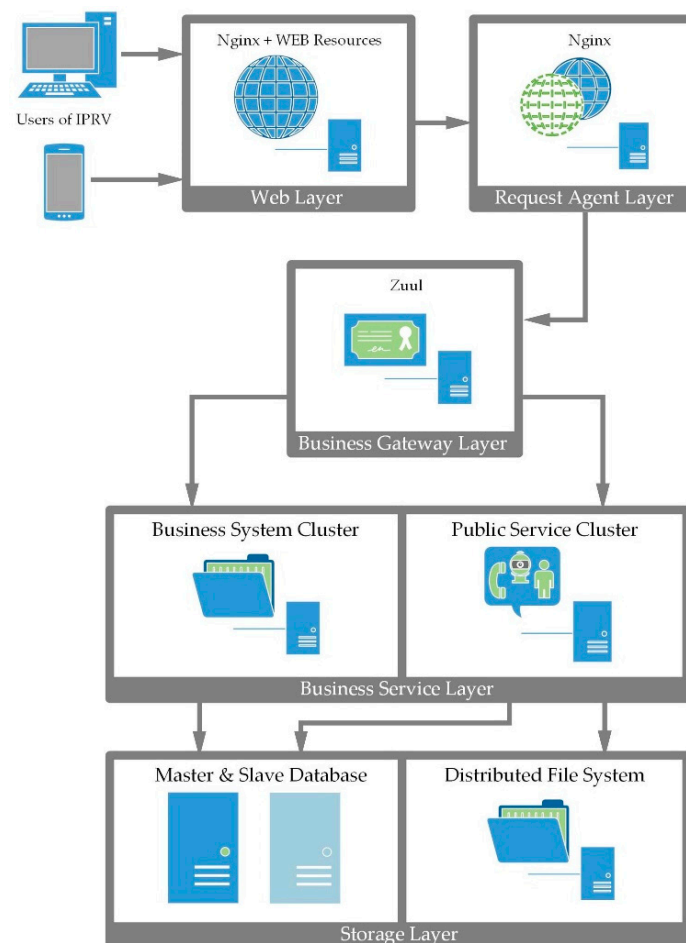 Nginx + WEB Resources
Nginx
Users of IPRV
Web Layer
Request Agent Layer
Zuul
Business Gateway Layer
Business System Cluster
Public Service Cluster
Business Service Layer
Master & Slave Database
Distributed File System
Storage Layer